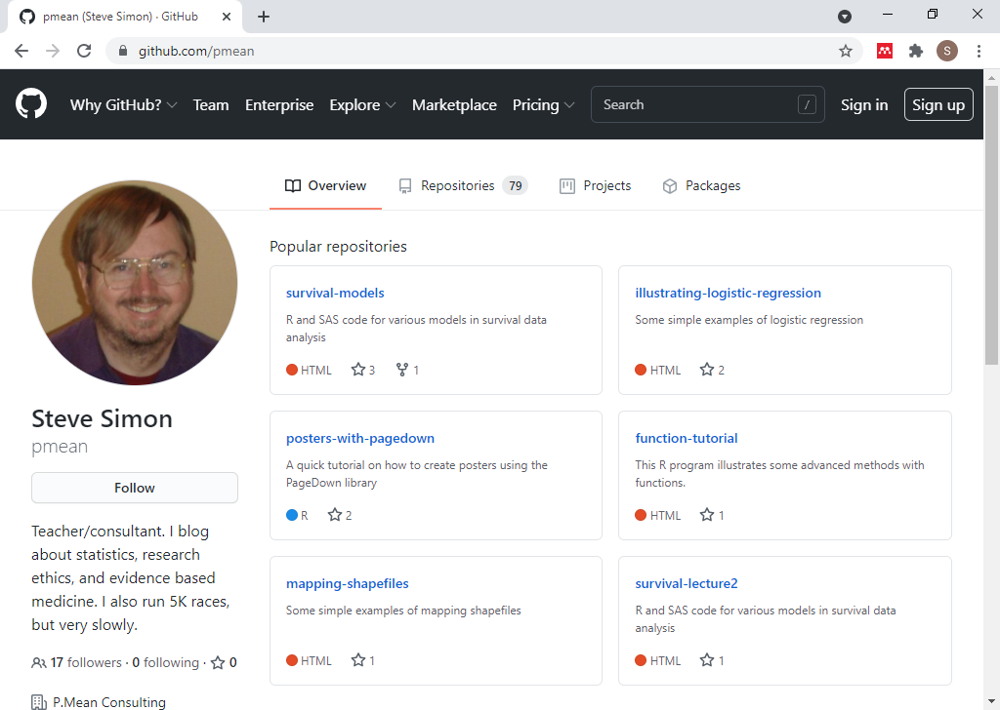 pmean (Steve Simon) · GitHub
github.com/pmean
S
Why GitHub? Team Enterprise Explore Marketplace Pricing Search / Sign in Sign up
Overview Repositories 79 Projects Packages
Steve Simon
pmean
Follow
Teacher/consultant. I blog
about statistics, research
ethics, and evidence based
medicine. I also run 5K races,
but very slowly.
17 followers · 0 following · 0
P.Mean Consulting
Popular repositories
survival-models
R and SAS code for various models in survival data
analysis
HTML 3 1
illustrating-logistic-regression
Some simple examples of logistic regression
HTML 2
posters-with-pagedown
A quick tutorial on how to create posters using the
PageDown library
R 2
function-tutorial
This R program illustrates some advanced methods with
functions.
HTML 1
mapping-shapefiles
Some simple examples of mapping shapefiles
HTML 1
survival-lecture2
R and SAS code for various models in survival data
analysis
HTML 1